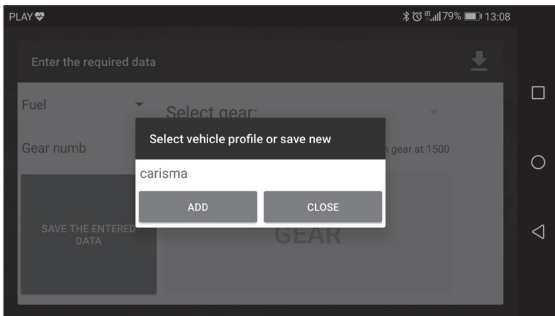 PLAY 79% 13:08
Enter the required data
Fuel
Select gear:
Gear numb
gear at 1500
Select vehicle profile or save new
carisma
ADD CLOSE
SAVE THE ENTERED
DATA
GEAR